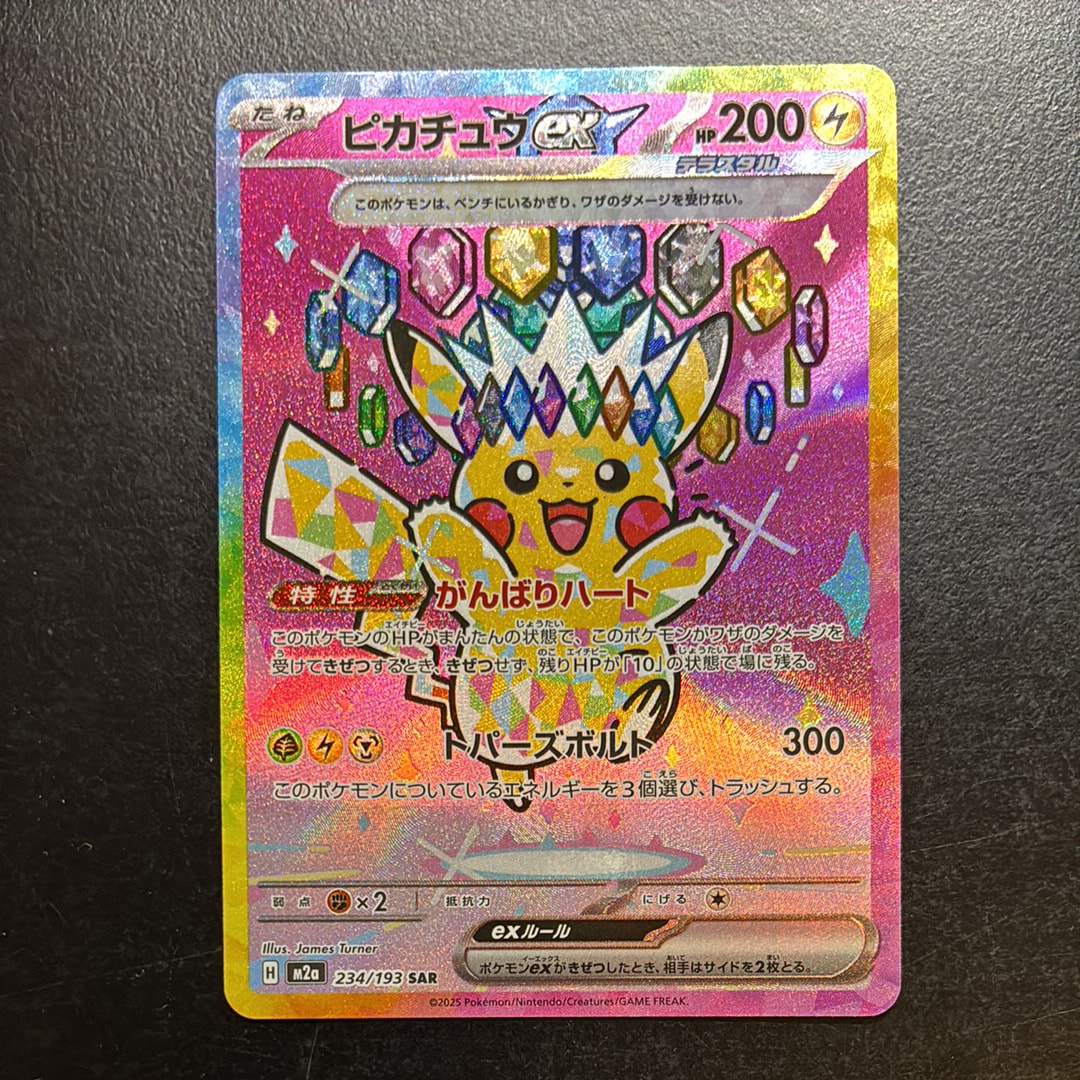 たね ピカチュウex HP200
テラスタル
このポケモンは、ベンチにいるかぎり、ワザのダメージを受けない。
特性 がんばりハート
このポケモンのHPがまんたんの状態で、このポケモンがワザのダメージを
受けてきぜつするとき、きぜつせず、残りHPが「10」の状態で場に残る。
トパーズボルト 300
このポケモンについているエネルギーを3個選び、トラッシュする。
弱点 ×2 抵抗力 にげる
exルール
ポケモンexがきぜつしたとき、相手はサイドを2枚とる。
Illus. James Turner
H m2a 234/193 SAR
©2025 Pokémon/Nintendo/Creatures/GAME FREAK.